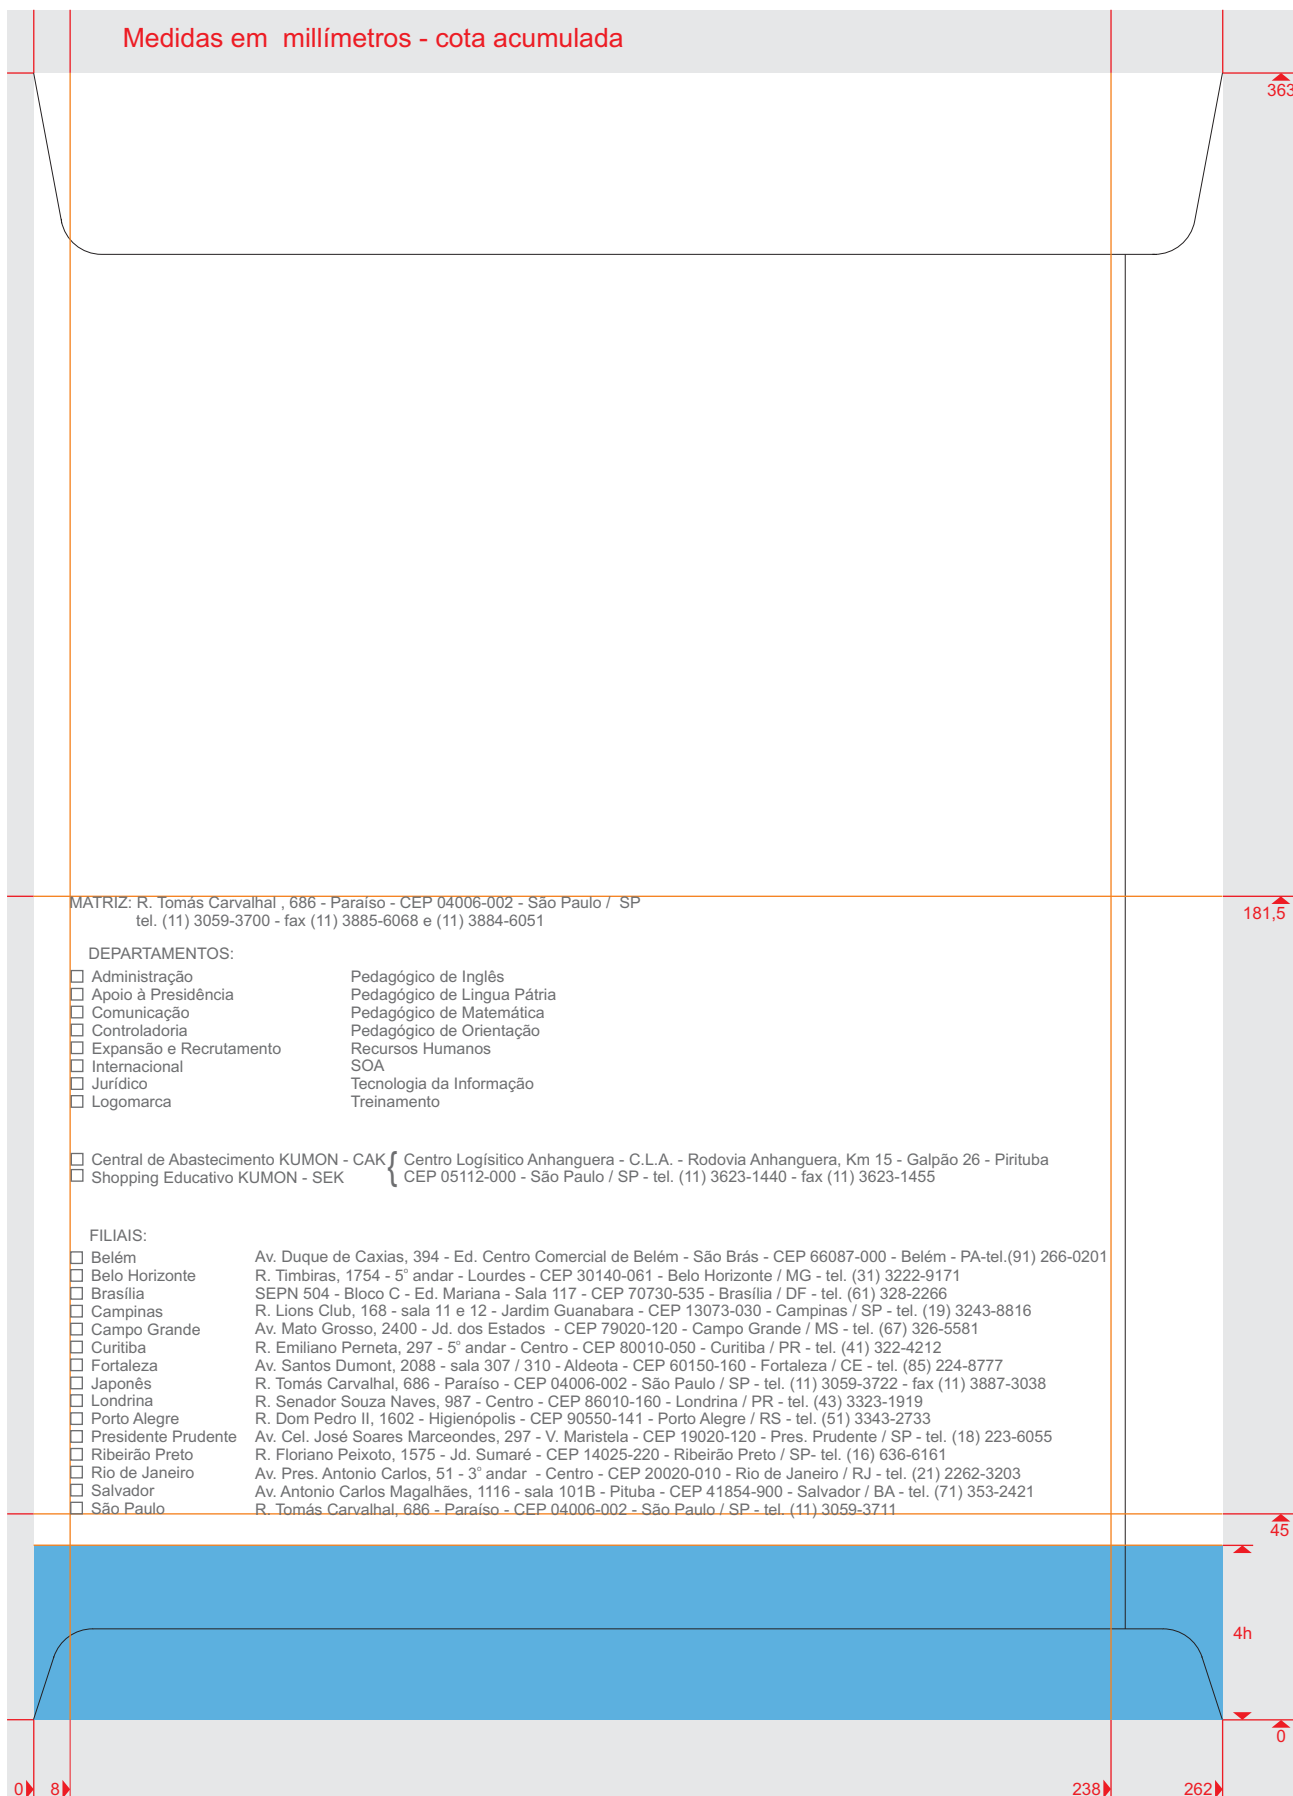 Medidas em  millímetros - cota acumulada
363
MATRIZ: R. Tomás Carvalhal , 686 - Paraíso - CEP 04006-002 - São Paulo /  SP
tel. (11) 3059-3700 - fax (11) 3885-6068 e (11) 3884-6051
181,5
DEPARTAMENTOS:
Administração Pedagógico de Inglês
Apoio à Presidência Pedagógico de Lingua Pátria
Comunicação Pedagógico de Matemática
Controladoria Pedagógico de Orientação
Expansão e Recrutamento Recursos Humanos
Internacional SOA
Jurídico Tecnologia da Informação
Logomarca Treinamento
Central de Abastecimento KUMON - CAK { Centro Logísitico Anhanguera - C.L.A. - Rodovia Anhanguera, Km 15 - Galpão 26 - Pirituba
Shopping Educativo KUMON - SEK CEP 05112-000 - São Paulo / SP - tel. (11) 3623-1440 - fax (11) 3623-1455
FILIAIS:
Belém Av. Duque de Caxias, 394 - Ed. Centro Comercial de Belém - São Brás - CEP 66087-000 - Belém - PA-tel.(91) 266-0201
Belo Horizonte R. Timbiras, 1754 - 5° andar - Lourdes - CEP 30140-061 - Belo Horizonte / MG - tel. (31) 3222-9171
Brasília SEPN 504 - Bloco C - Ed. Mariana - Sala 117 - CEP 70730-535 - Brasília / DF - tel. (61) 328-2266
Campinas R. Lions Club, 168 - sala 11 e 12 - Jardim Guanabara - CEP 13073-030 - Campinas / SP - tel. (19) 3243-8816
Campo Grande Av. Mato Grosso, 2400 - Jd. dos Estados  - CEP 79020-120 - Campo Grande / MS - tel. (67) 326-5581
Curitiba R. Emiliano Perneta, 297 - 5° andar - Centro - CEP 80010-050 - Curitiba / PR - tel. (41) 322-4212
Fortaleza Av. Santos Dumont, 2088 - sala 307 / 310 - Aldeota - CEP 60150-160 - Fortaleza / CE - tel. (85) 224-8777
Japonês R. Tomás Carvalhal, 686 - Paraíso - CEP 04006-002 - São Paulo / SP - tel. (11) 3059-3722 - fax (11) 3887-3038
Londrina R. Senador Souza Naves, 987 - Centro - CEP 86010-160 - Londrina / PR - tel. (43) 3323-1919
Porto Alegre R. Dom Pedro II, 1602 - Higienópolis - CEP 90550-141 - Porto Alegre / RS - tel. (51) 3343-2733
Presidente Prudente Av. Cel. José Soares Marceondes, 297 - V. Maristela - CEP 19020-120 - Pres. Prudente / SP - tel. (18) 223-6055
Ribeirão Preto R. Floriano Peixoto, 1575 - Jd. Sumaré - CEP 14025-220 - Ribeirão Preto / SP- tel. (16) 636-6161
Rio de Janeiro Av. Pres. Antonio Carlos, 51 - 3° andar  - Centro - CEP 20020-010 - Rio de Janeiro / RJ - tel. (21) 2262-3203
Salvador Av. Antonio Carlos Magalhães, 1116 - sala 101B - Pituba - CEP 41854-900 - Salvador / BA - tel. (71) 353-2421
São Paulo R. Tomás Carvalhal, 686 - Paraíso - CEP 04006-002 - São Paulo / SP - tel. (11) 3059-3711
45
4h
0
0 8 238 262